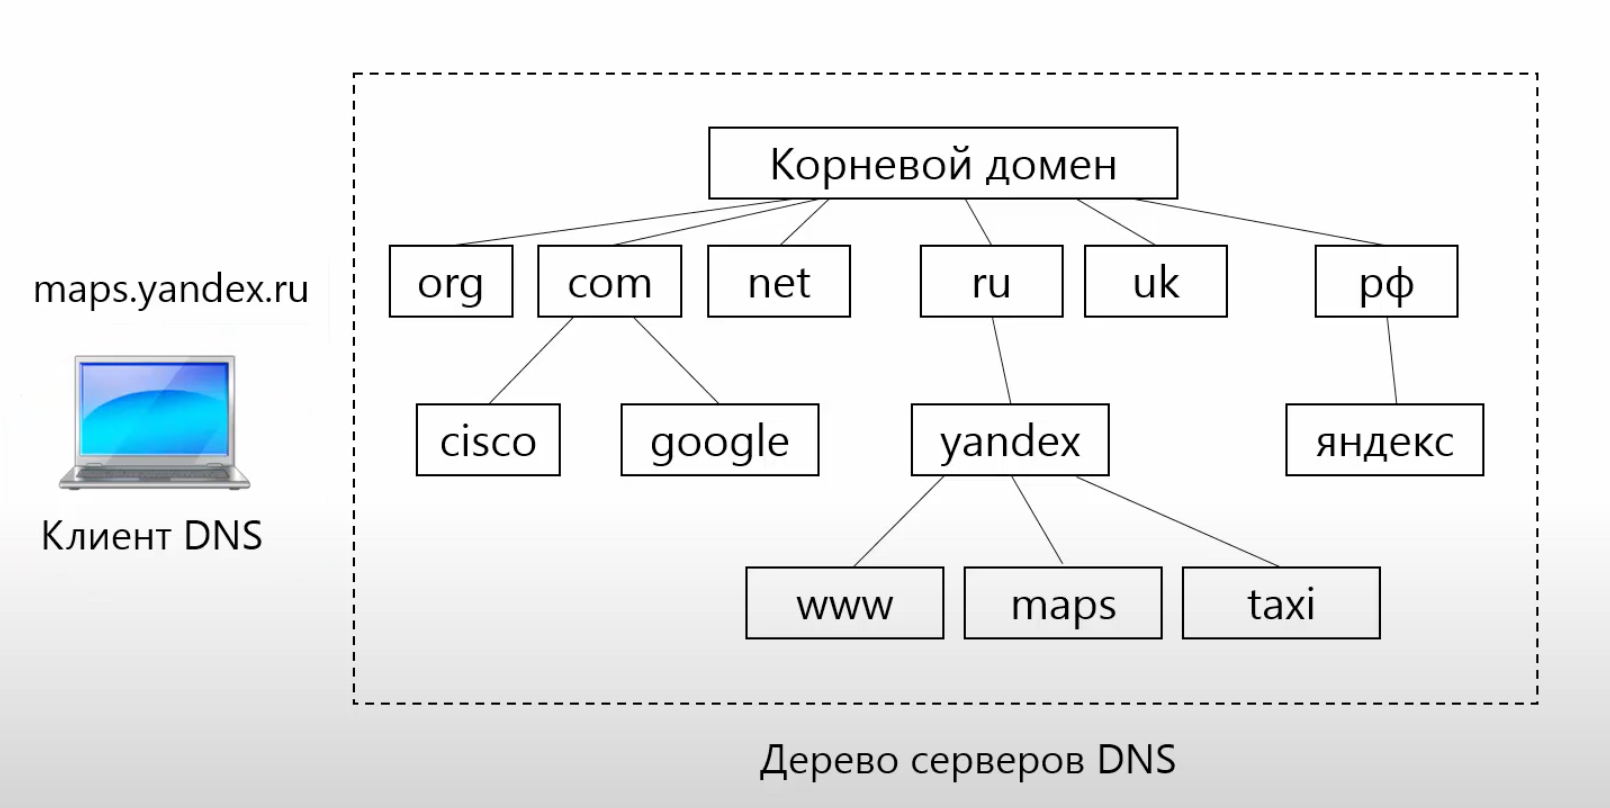 Корневой домен
org
com
net
ru
uk
рф
maps.yandex.ru
cisco
google
yandex
яндекс
Клиент DNS
www
maps
taxi
Дерево серверов DNS